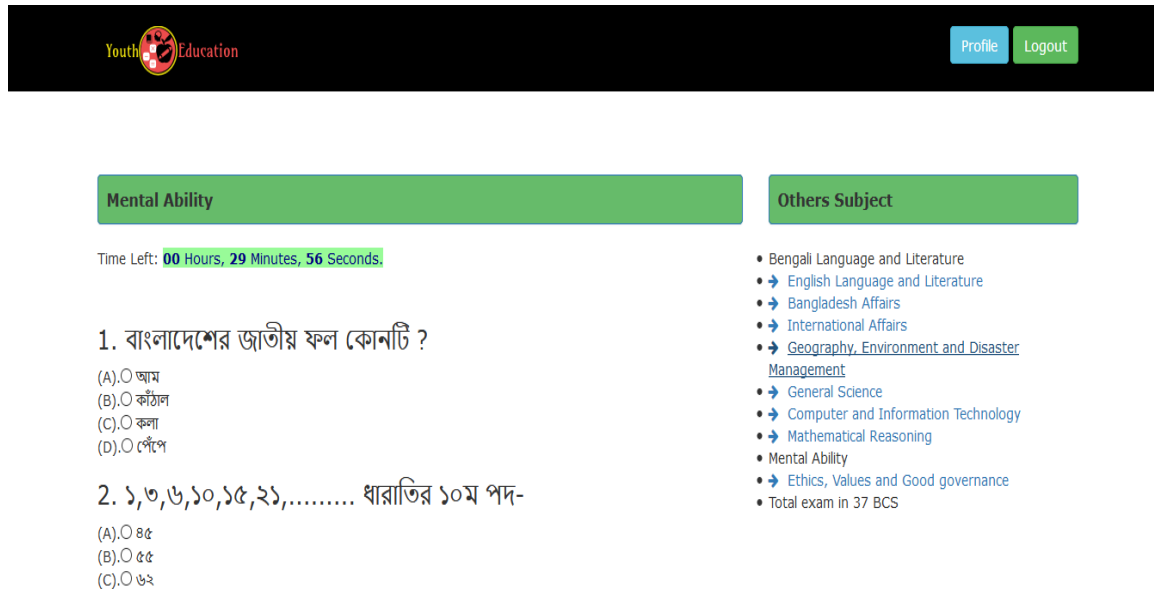 Youth Education
Profile Logout
Mental Ability
Time Left: 00 Hours, 29 Minutes, 56 Seconds.
1. বাংলাদেশের জাতীয় ফল কোনটি ?
(A). আম
(B). কাঁঠাল
(C). কলা
(D). পেঁপে
2. ১,৩,৬,১০,১৫,২১,......... ধারাতির ১০ম পদ-
(A). ৪৫
(B). ৫৫
(C). ৬২
Others Subject
Bengali Language and Literature
English Language and Literature
Bangladesh Affairs
International Affairs
Geography, Environment and Disaster
Management
General Science
Computer and Information Technology
Mathematical Reasoning
Mental Ability
Ethics, Values and Good governance
Total exam in 37 BCS